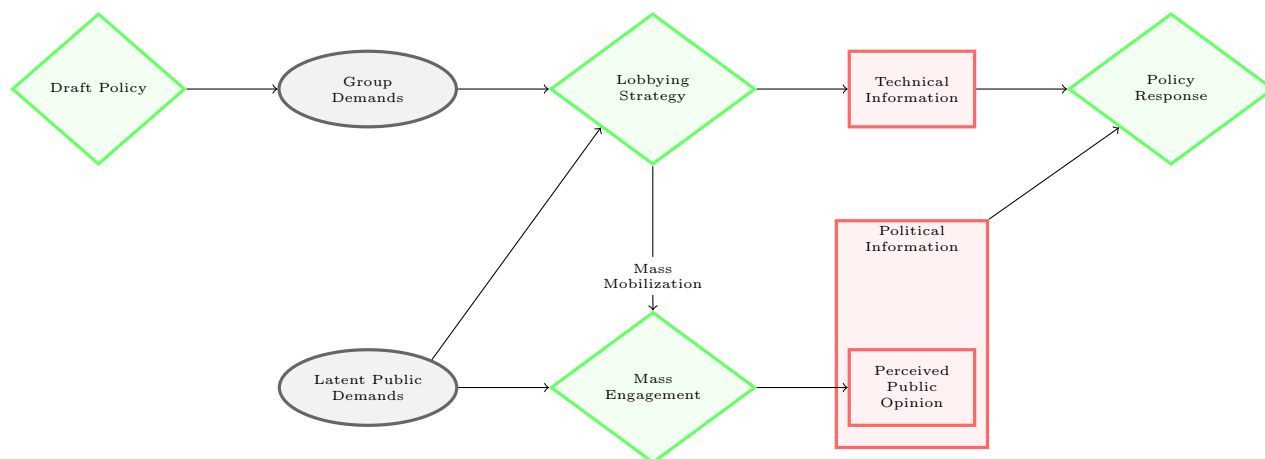 Draft Policy
Group
Demands
Lobbying
Strategy
Technical
Information
Policy
Response
Political
Information
Mass
Mobilization
Latent Public
Demands
Mass
Engagement
Perceived
Public
Opinion